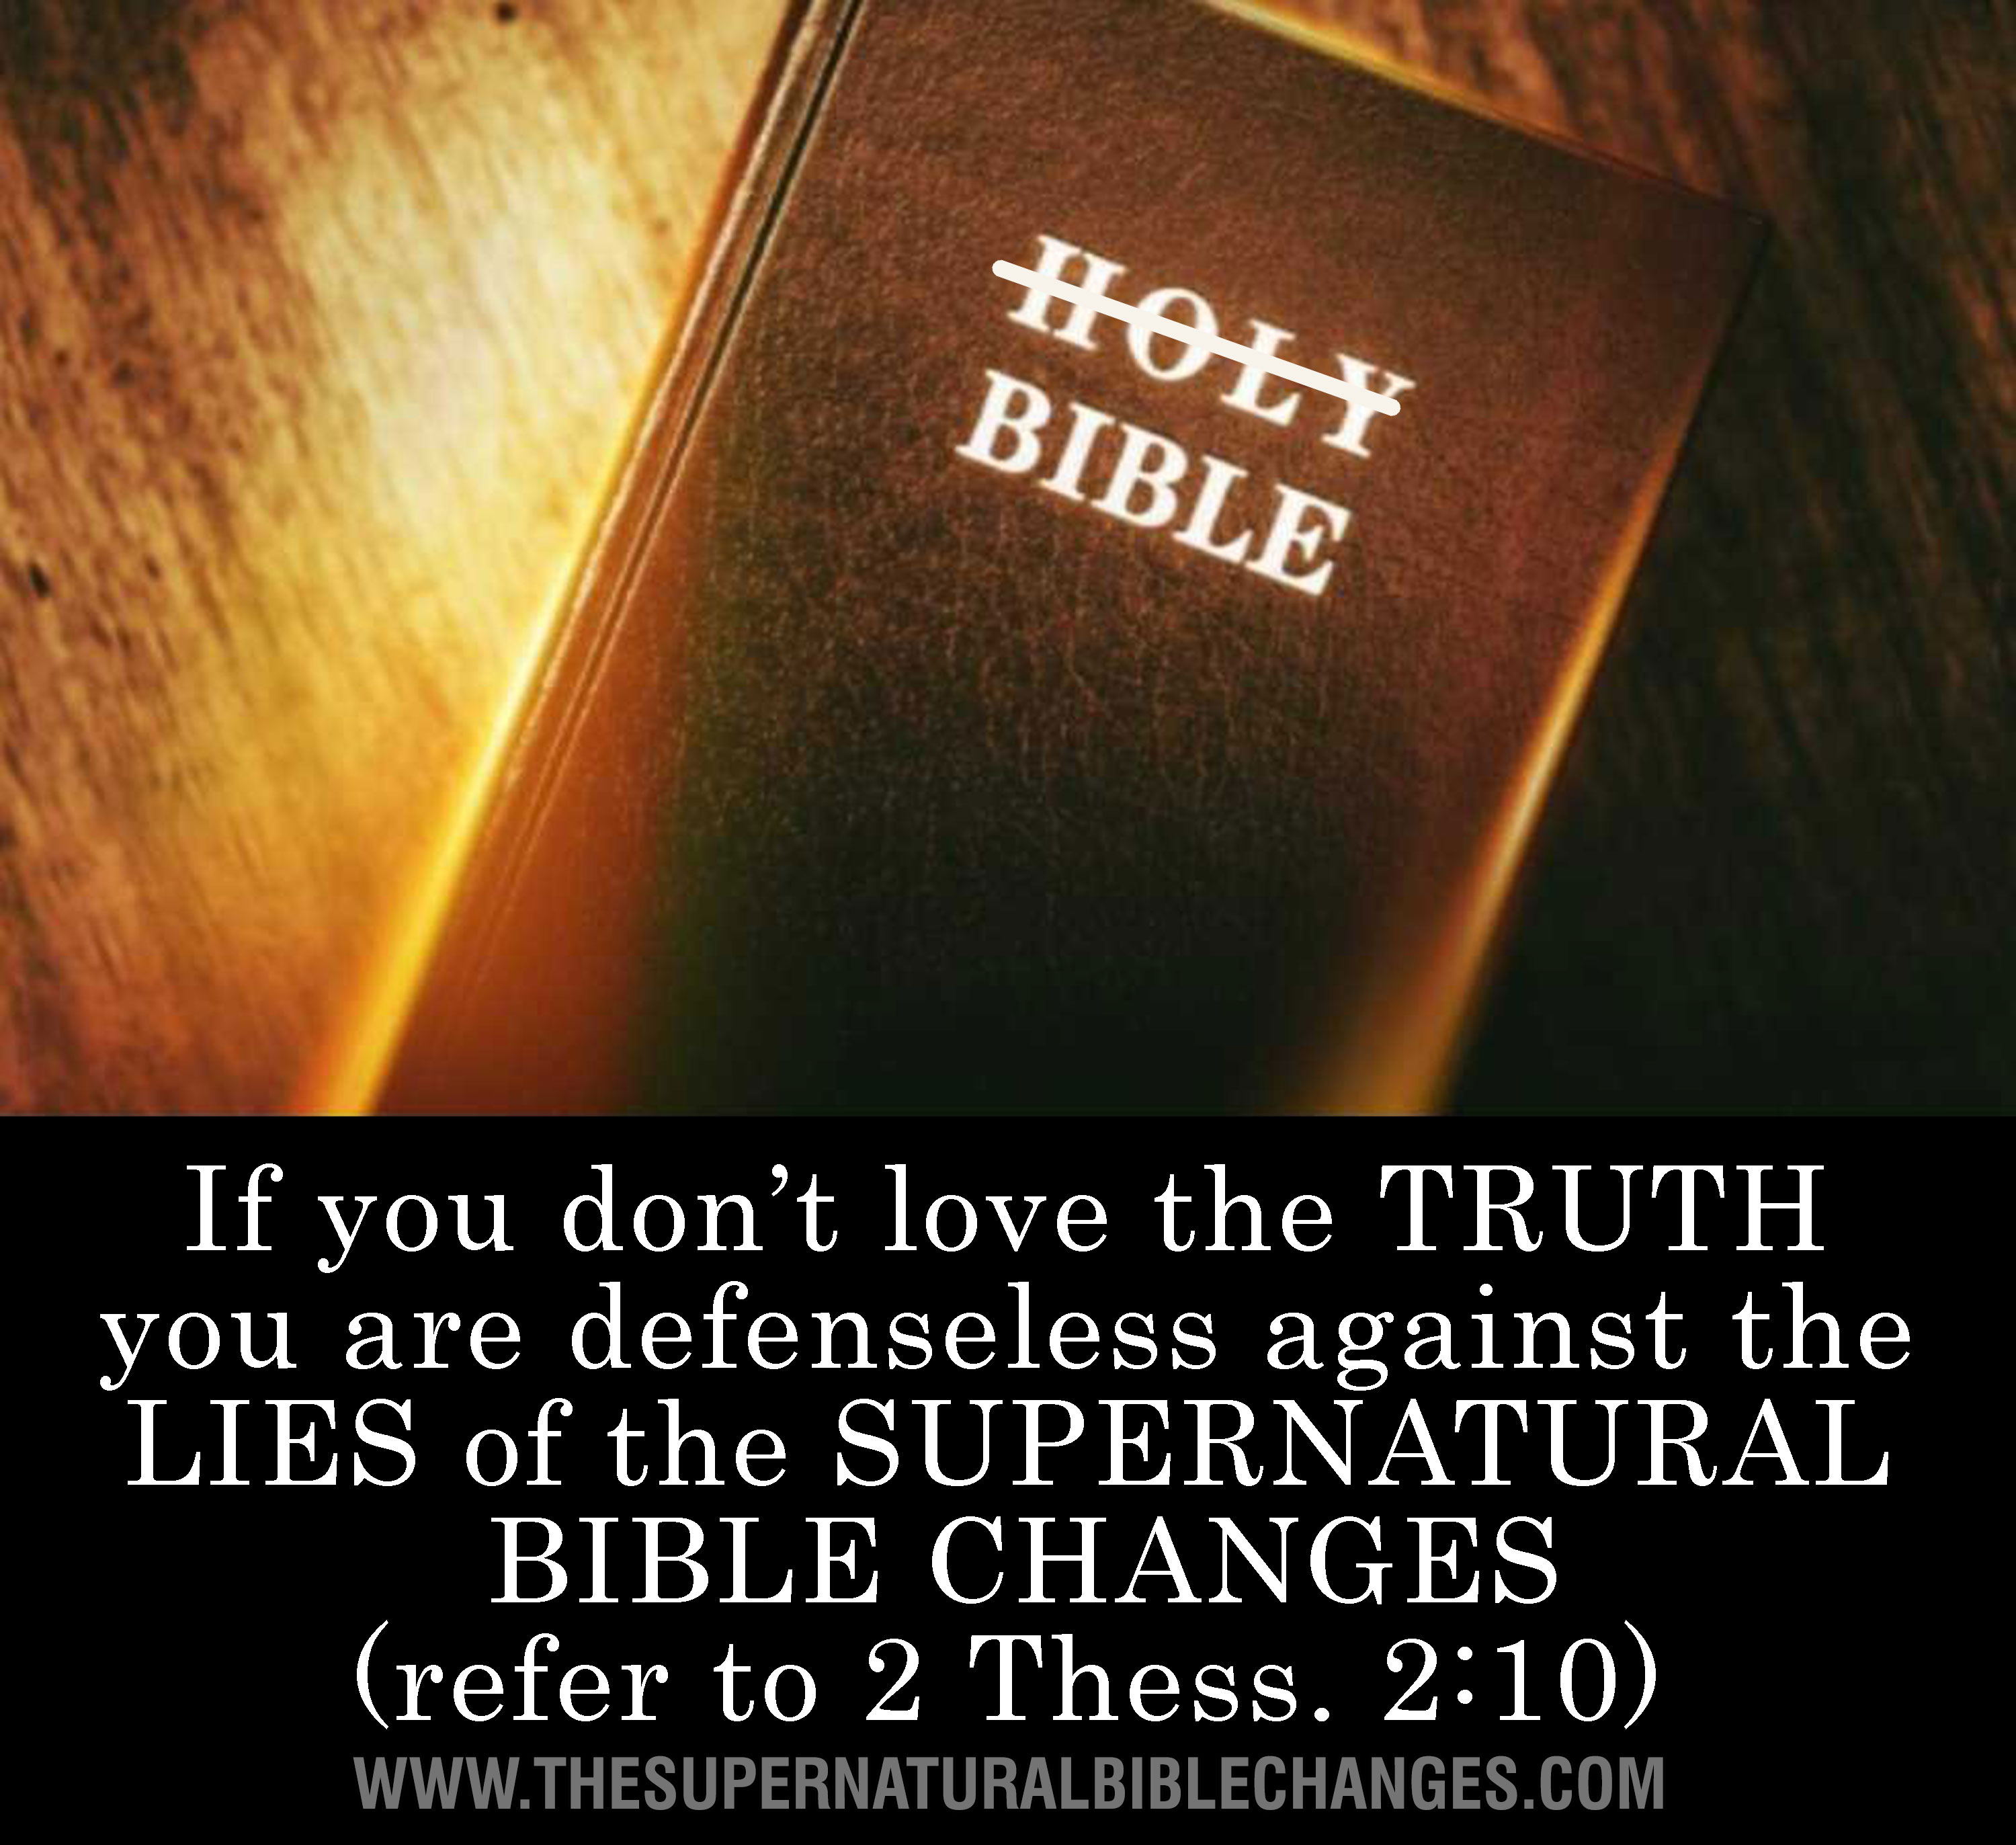 HOLY
BIBLE
If you don’t love the TRUTH
you are defenseless against the
LIES of the SUPERNATURAL
BIBLE CHANGES
(refer to 2 Thess. 2:10)
WWW.THESUPERNATURALBIBLECHANGES.COM